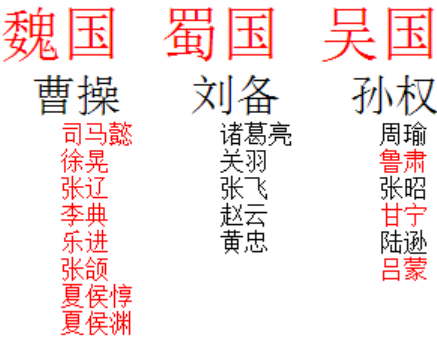 魏国 蜀国 吴国
曹操 刘备 孙权
司马懿 诸葛亮 周瑜
徐晃 关羽 鲁肃
张辽 张飞 张昭
李典 赵云 甘宁
乐进 黄忠 陆逊
张颌 吕蒙
夏侯惇
夏侯渊